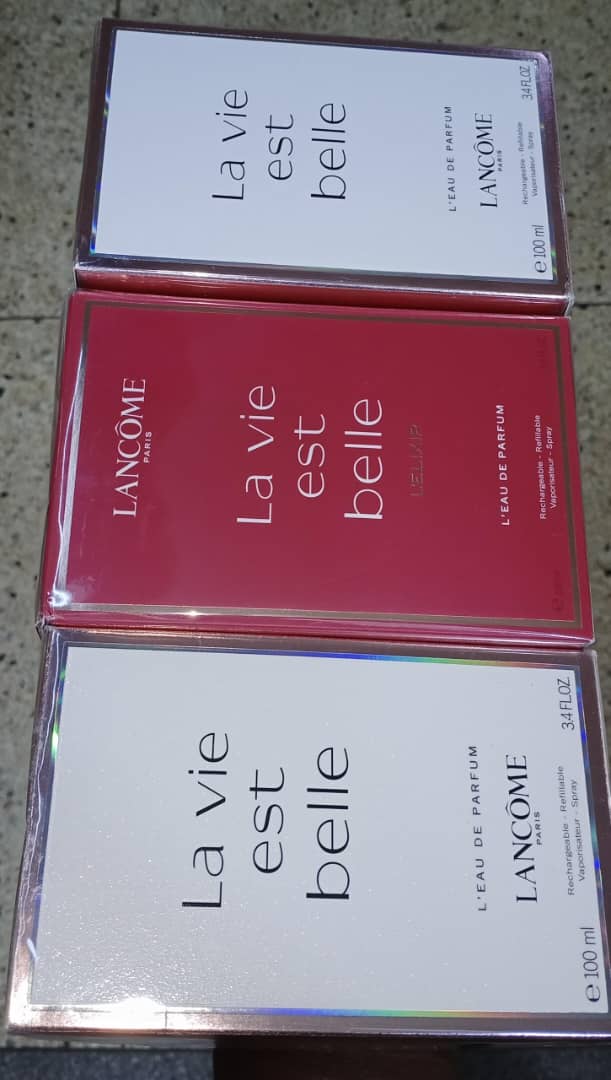 La vie
est
belle
L'EAU DE PARFUM
LANCÔME
PARIS
Rechargeable - Refillable
Vaporisateur - Spray
e 100 ml
3.4 FL.OZ.
LANCÔME
PARIS
La vie
est
belle
L'ELIXIR
L'EAU DE PARFUM
Rechargeable - Refillable
Vaporisateur - Spray
La vie
est
belle
L'EAU DE PARFUM
LANCÔME
PARIS
Rechargeable - Refillable
Vaporisateur - Spray
e 100 ml
3.4 FL.OZ.